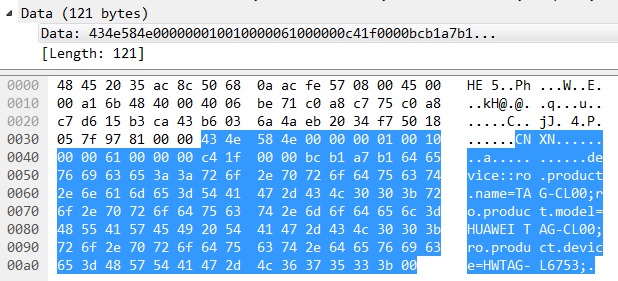 Data (121 bytes)
Data: 434e584e000000010010000061000000c41f0000bcb1a7b1...
[Length: 121]
0000 48 45 20 35 ac 8c 50 68 0a ac fe 57 08 00 45 00 HE 5..Ph ...W..E.
0010 00 a1 6b 48 40 00 40 06 be 71 c0 a8 c7 75 c0 a8 ..kH@.@. .q...u..
0020 c7 d6 15 b3 ca 43 b6 03 6a 4a eb 20 34 f7 50 18 .....C.. jJ. 4.P.
0030 05 7f 97 81 00 00 43 4e 58 4e 00 00 00 01 00 10 ......CN XN......
0040 00 00 61 00 00 00 c4 1f 00 00 bc b1 a7 b1 64 65 ..a..... ......de
0050 76 69 63 65 3a 3a 72 6f 2e 70 72 6f 64 75 63 74 vice::ro .product
0060 2e 6e 61 6d 65 3d 54 41 47 2d 43 4c 30 30 3b 72 .name=TA G-CL00;r
0070 6f 2e 70 72 6f 64 75 63 74 2e 6d 6f 64 65 6c 3d o.produc t.model=
0080 48 55 41 57 45 49 20 54 41 47 2d 43 4c 30 30 3b HUAWEI T AG-CL00;
0090 72 6f 2e 70 72 6f 64 75 63 74 2e 64 65 76 69 63 ro.produ ct.devic
00a0 65 3d 48 57 54 41 47 2d 4c 36 37 35 33 3b 00 e=HWTAG- L6753;.